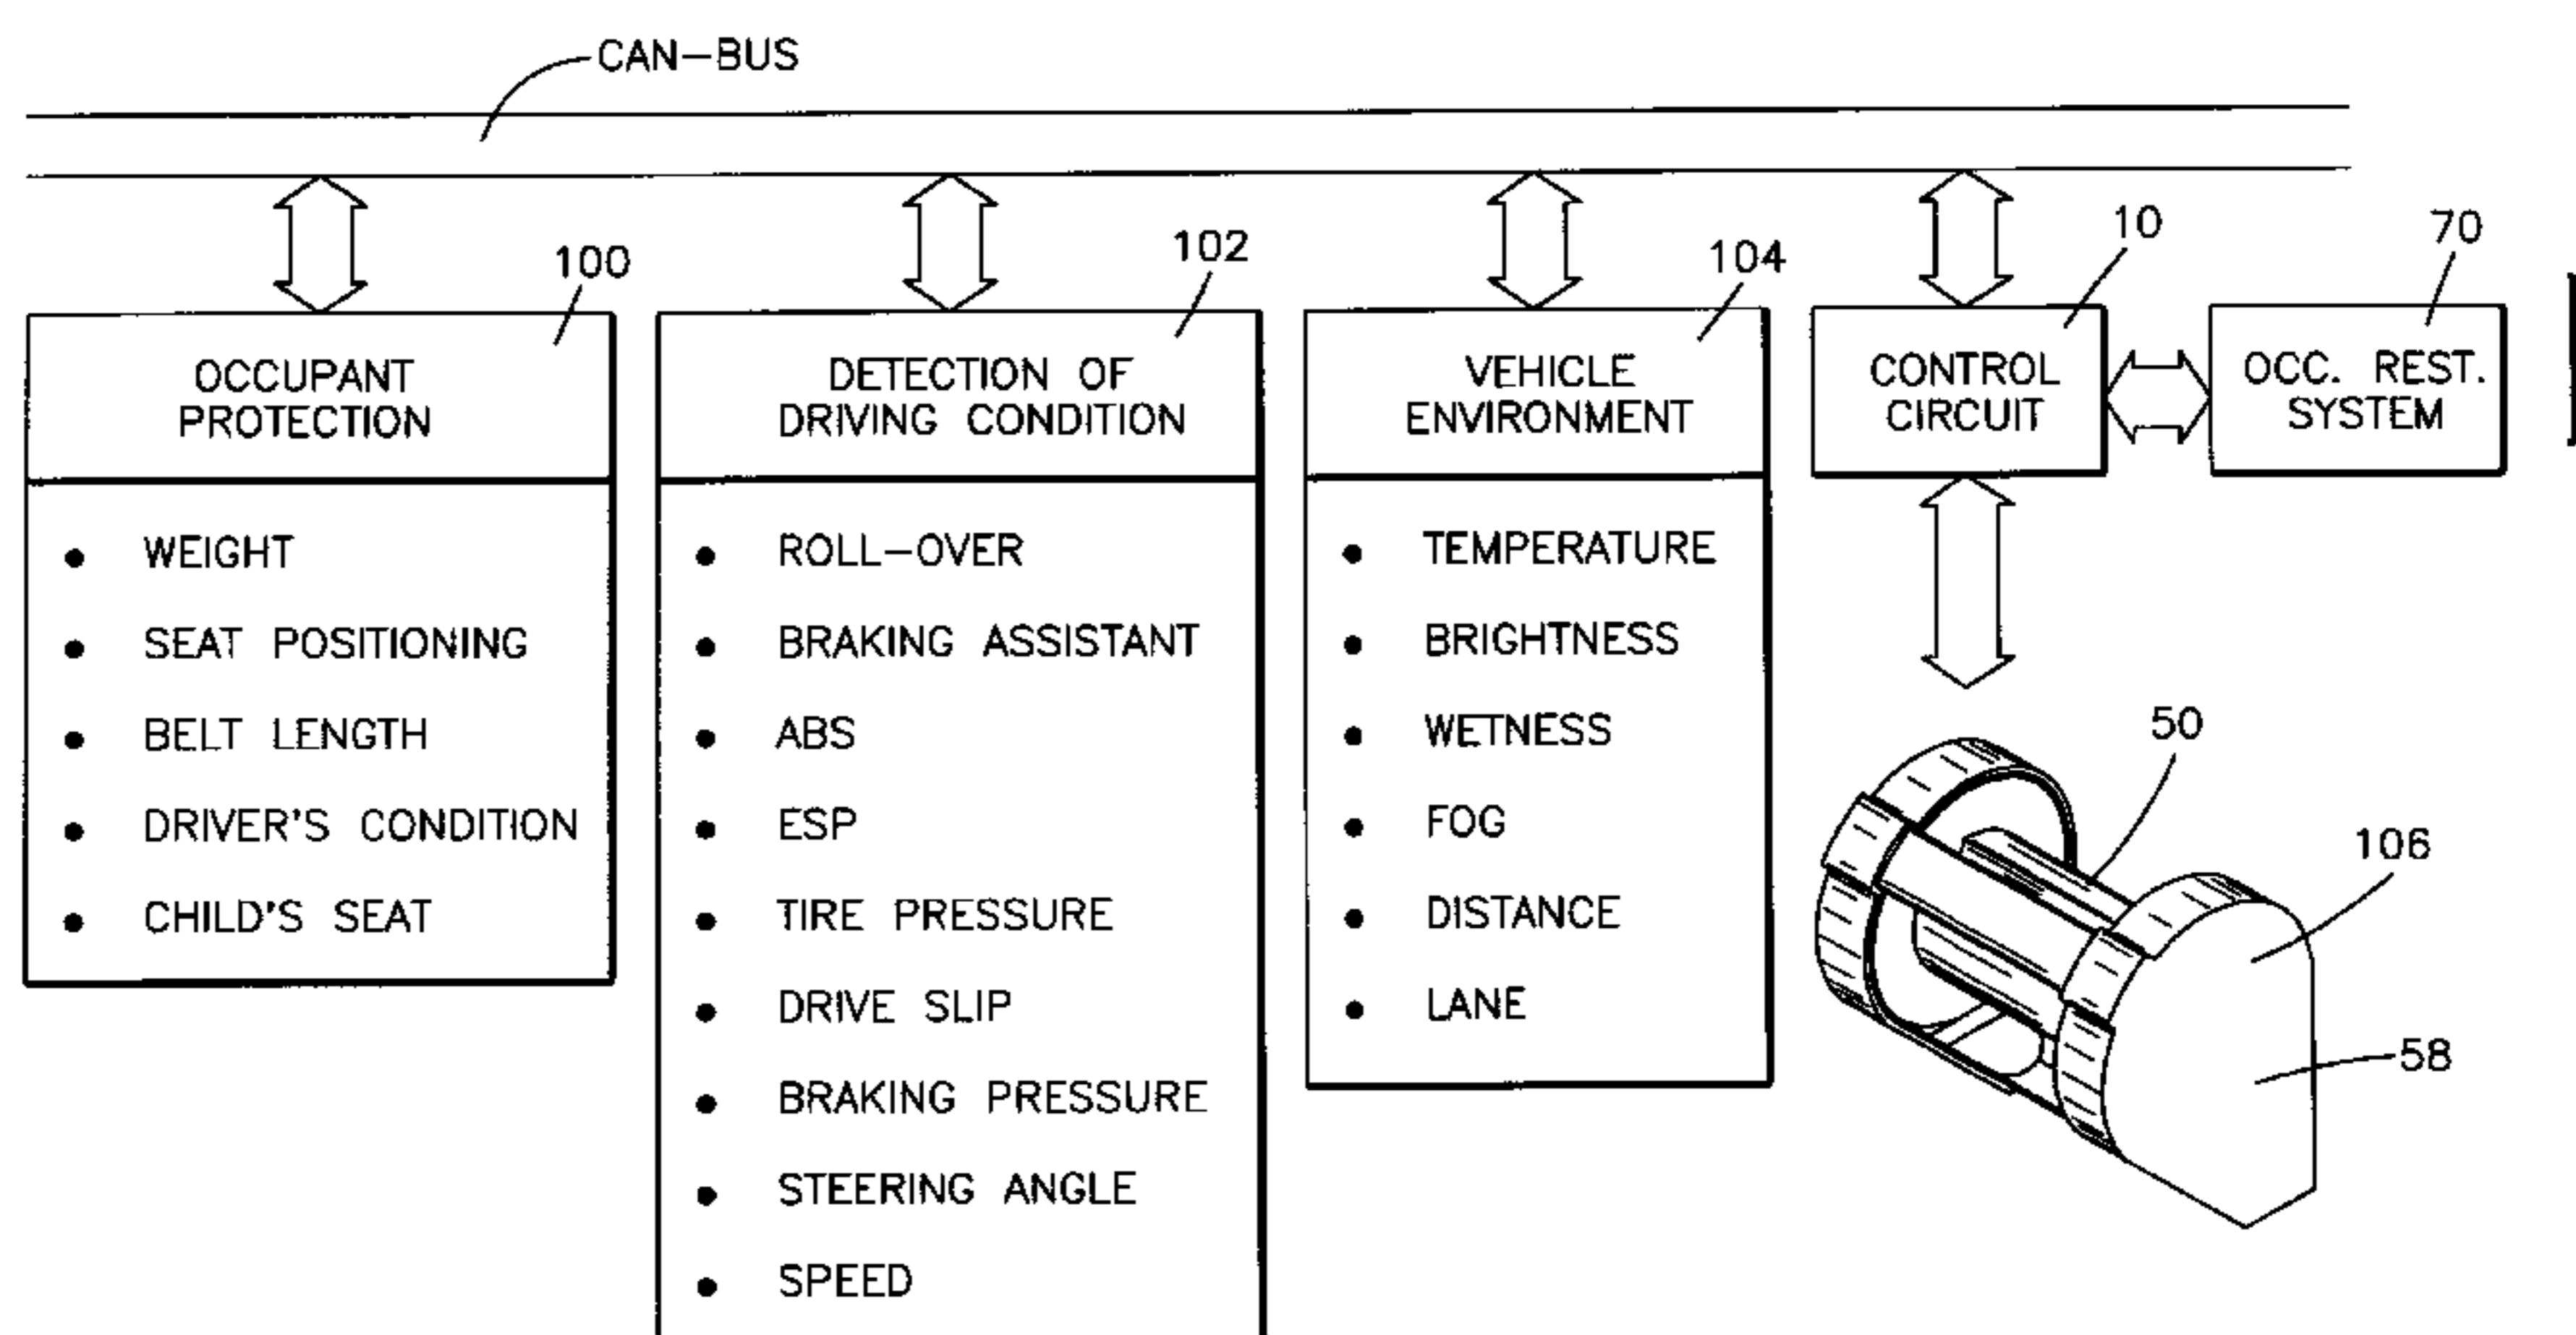 CAN-BUS
100
102
104
10
70
OCCUPANT
PROTECTION
WEIGHT
SEAT POSITIONING
BELT LENGTH
DRIVER'S CONDITION
CHILD'S SEAT
DETECTION OF
DRIVING CONDITION
ROLL-OVER
BRAKING ASSISTANT
ABS
ESP
TIRE PRESSURE
DRIVE SLIP
BRAKING PRESSURE
STEERING ANGLE
SPEED
VEHICLE
ENVIRONMENT
TEMPERATURE
BRIGHTNESS
WETNESS
FOG
DISTANCE
LANE
CONTROL
CIRCUIT
OCC. REST.
SYSTEM
50
106
58